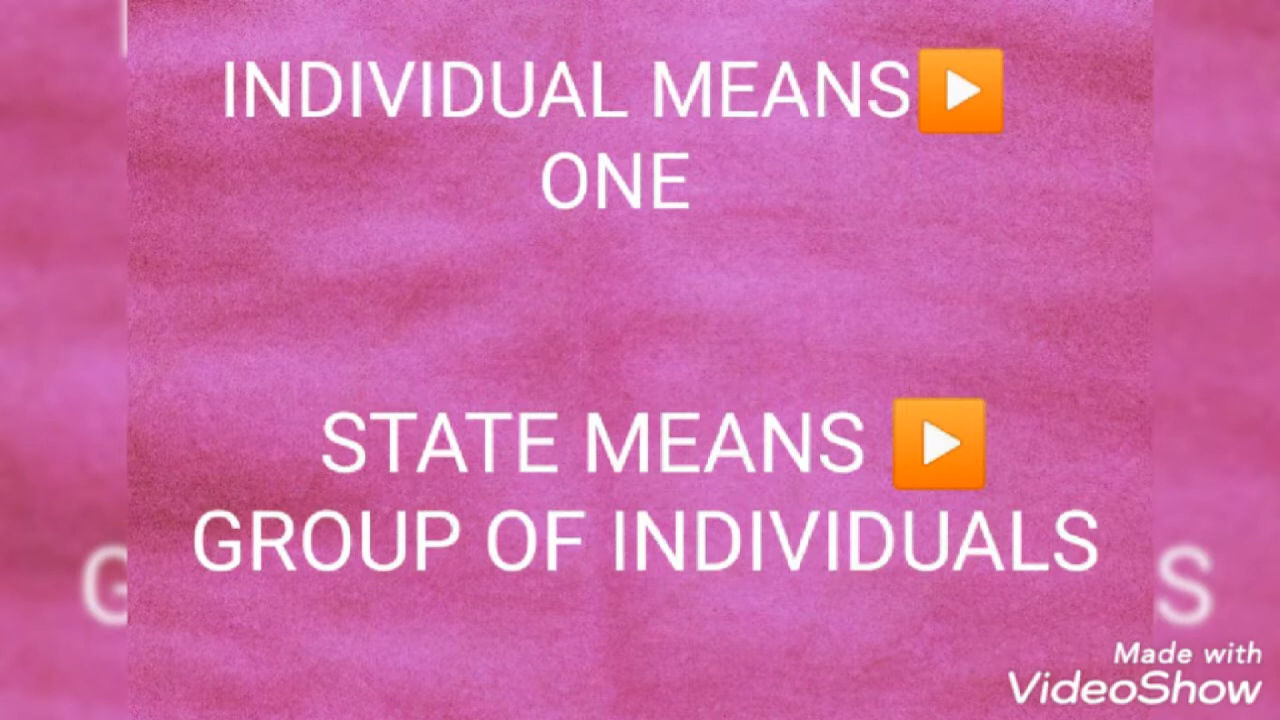 INDIVIDUAL MEANS▶️
ONE
STATE MEANS ▶️
GROUP OF INDIVIDUALS
Made with
VideoShow